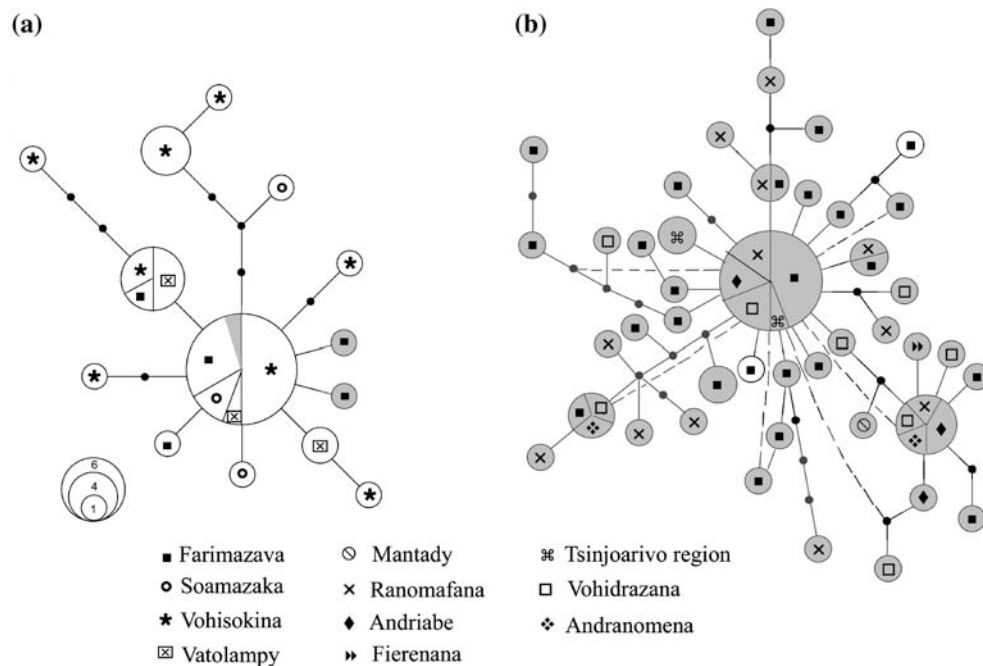 (a)
(b)
6
4
1
Farimazava
Soamazaka
Vohisokina
Vatolampy
Mantady
Ranomafana
Andriabe
Fierenana
Tsinjoarivo region
Vohidrazana
Andranomena